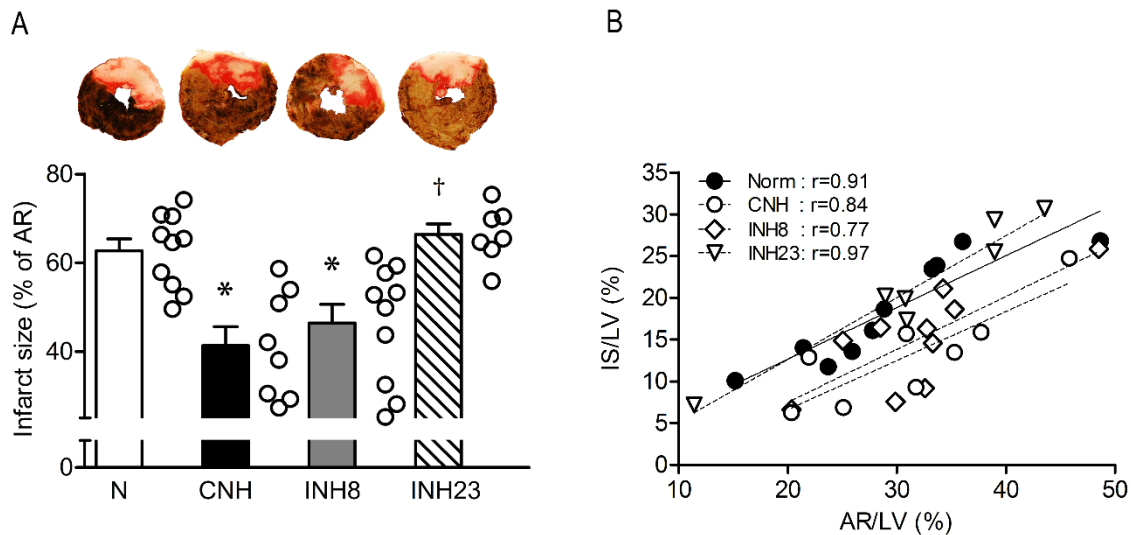 A
B
Infarct size (% of AR)
80
60
40
0
*
*
†
N CNH INH8 INH23
IS/LV (%)
35
30
25
20
15
10
5
0
Norm : r=0.91
CNH : r=0.84
INH8 : r=0.77
INH23: r=0.97
10 20 30 40 50
AR/LV (%)